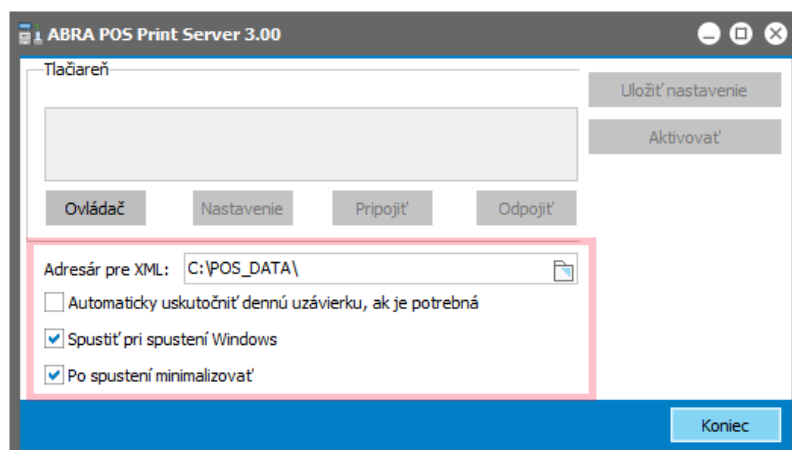 ABRA POS Print Server 3.00
Tlačiareň
Uložiť nastavenie
Aktivovať
Ovládač Nastavenie Pripojiť Odpojiť
Adresár pre XML: C:\POS_DATA\
Automaticky uskutočniť dennú uzávierku, ak je potrebná
Spustiť pri spustení Windows
Po spustení minimalizovať
Koniec